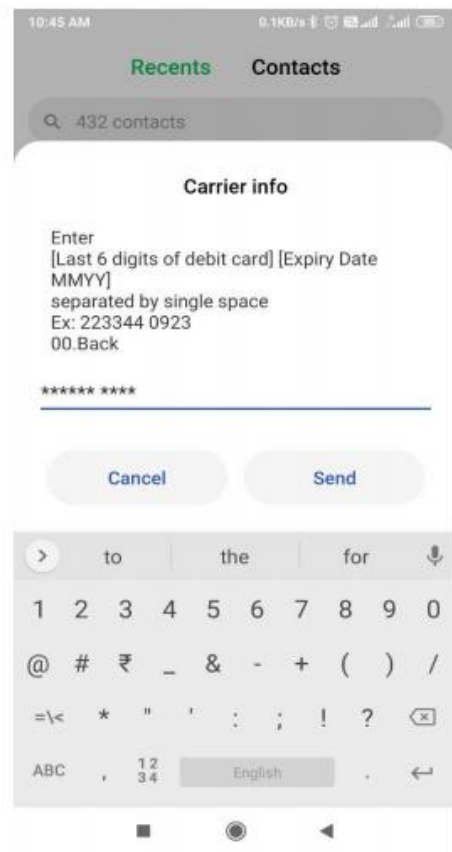 10:45 AM 0.1KB/s
Recents Contacts
432 contacts
Carrier info
Enter
[Last 6 digits of debit card] [Expiry Date
MMYY]
separated by single space
Ex: 223344 0923
00.Back
****** ****
Cancel Send
> to the for
1 2 3 4 5 6 7 8 9 0
@ # ₹ _ & - + ( ) /
=\< * " ' : ; ! ?
ABC , 12 34 English .